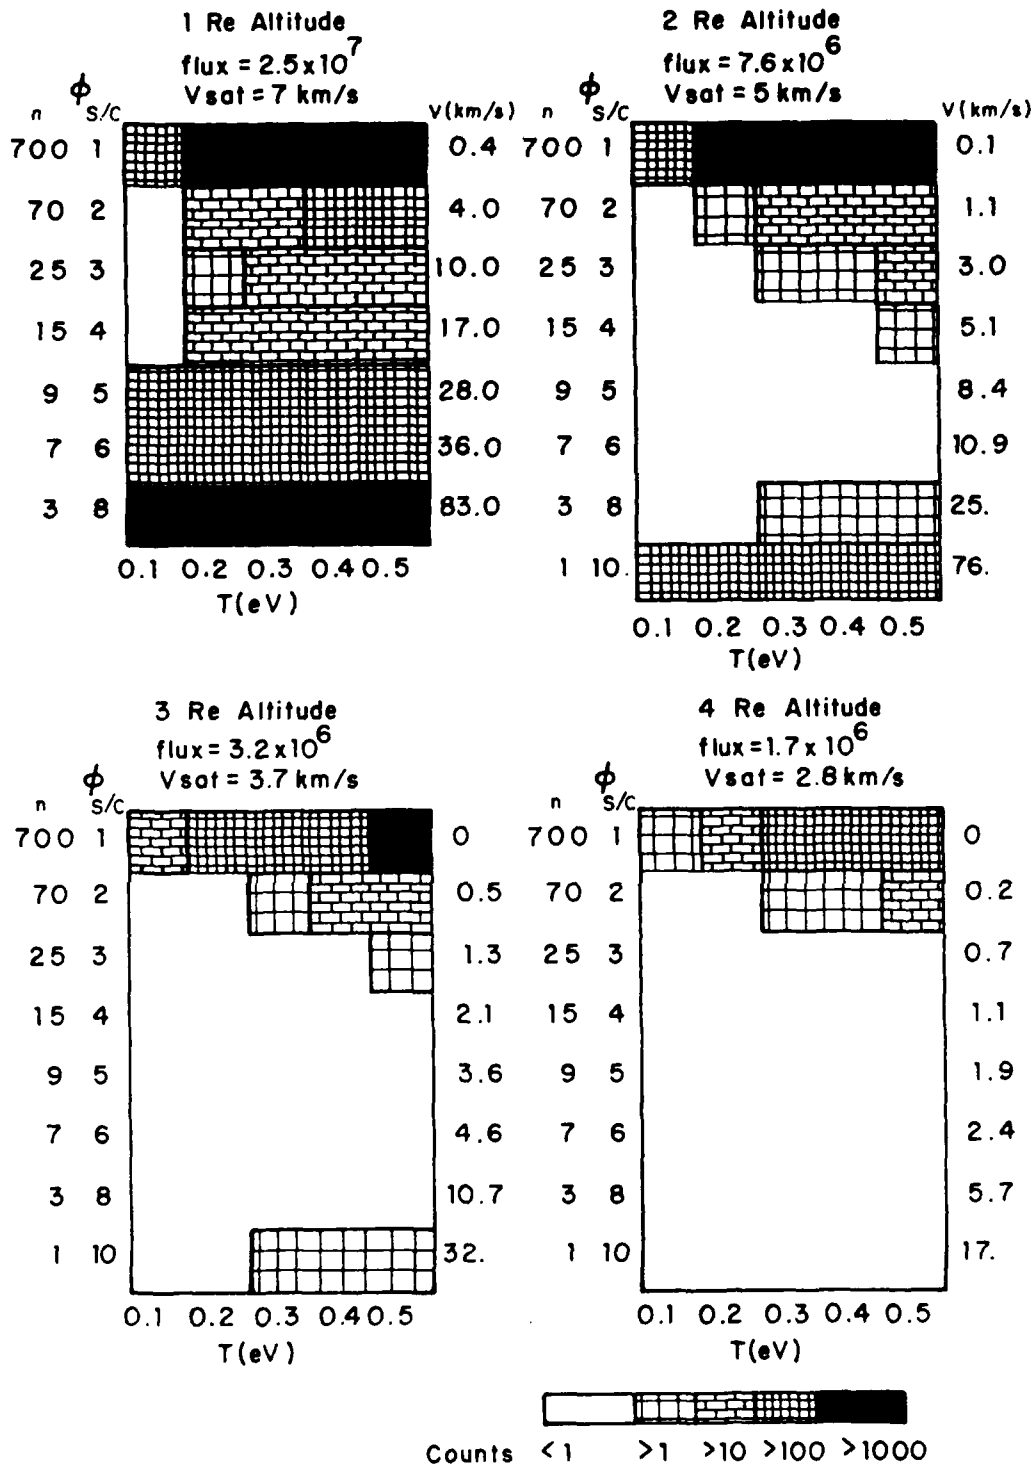 1 Re Altitude
flux = 2.5x10^7
Vsat = 7 km/s
n ϕ S/C V(km/s)
700 1 0.4
70 2 4.0
25 3 10.0
15 4 17.0
9 5 28.0
7 6 36.0
3 8 83.0
0.1 0.2 0.3 0.4 0.5
T(eV)
2 Re Altitude
flux = 7.6x10^6
Vsat = 5 km/s
n ϕ S/C V(km/s)
700 1 0.1
70 2 1.1
25 3 3.0
15 4 5.1
9 5 8.4
7 6 10.9
3 8 25.
1 10. 76.
0.1 0.2 0.3 0.4 0.5
T(eV)
3 Re Altitude
flux = 3.2x10^6
Vsat = 3.7 km/s
n ϕ S/C
700 1 0
70 2 0.5
25 3 1.3
15 4 2.1
9 5 3.6
7 6 4.6
3 8 10.7
1 10 32.
0.1 0.2 0.3 0.4 0.5
T(eV)
4 Re Altitude
flux = 1.7x10^6
Vsat = 2.8 km/s
n ϕ S/C
700 1 0
70 2 0.2
25 3 0.7
15 4 1.1
9 5 1.9
7 6 2.4
3 8 5.7
1 10 17.
0.1 0.2 0.3 0.4 0.5
T(eV)
Counts <1 >1 >10 >100 >1000